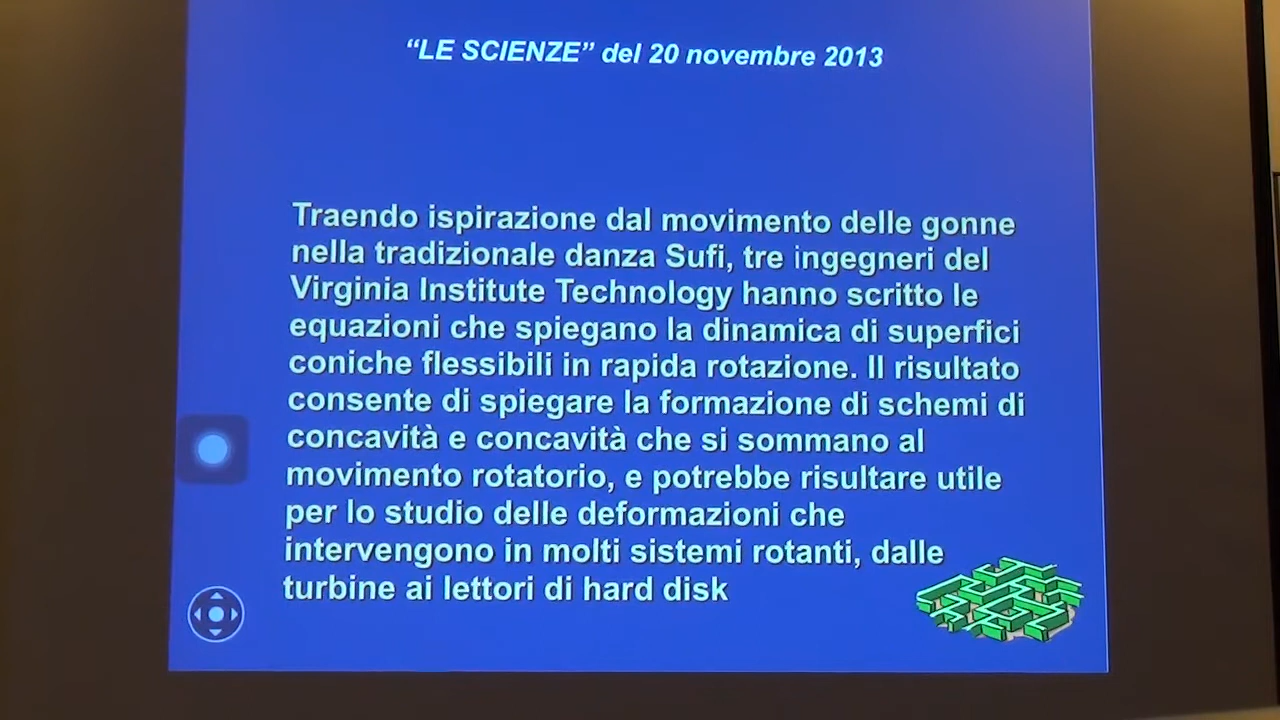 “LE SCIENZE” del 20 novembre 2013
Traendo ispirazione dal movimento delle gonne
nella tradizionale danza Sufi, tre ingegneri del
Virginia Institute Technology hanno scritto le
equazioni che spiegano la dinamica di superfici
coniche flessibili in rapida rotazione. Il risultato
consente di spiegare la formazione di schemi di
concavità e concavità che si sommano al
movimento rotatorio, e potrebbe risultare utile
per lo studio delle deformazioni che
intervengono in molti sistemi rotanti, dalle
turbine ai lettori di hard disk